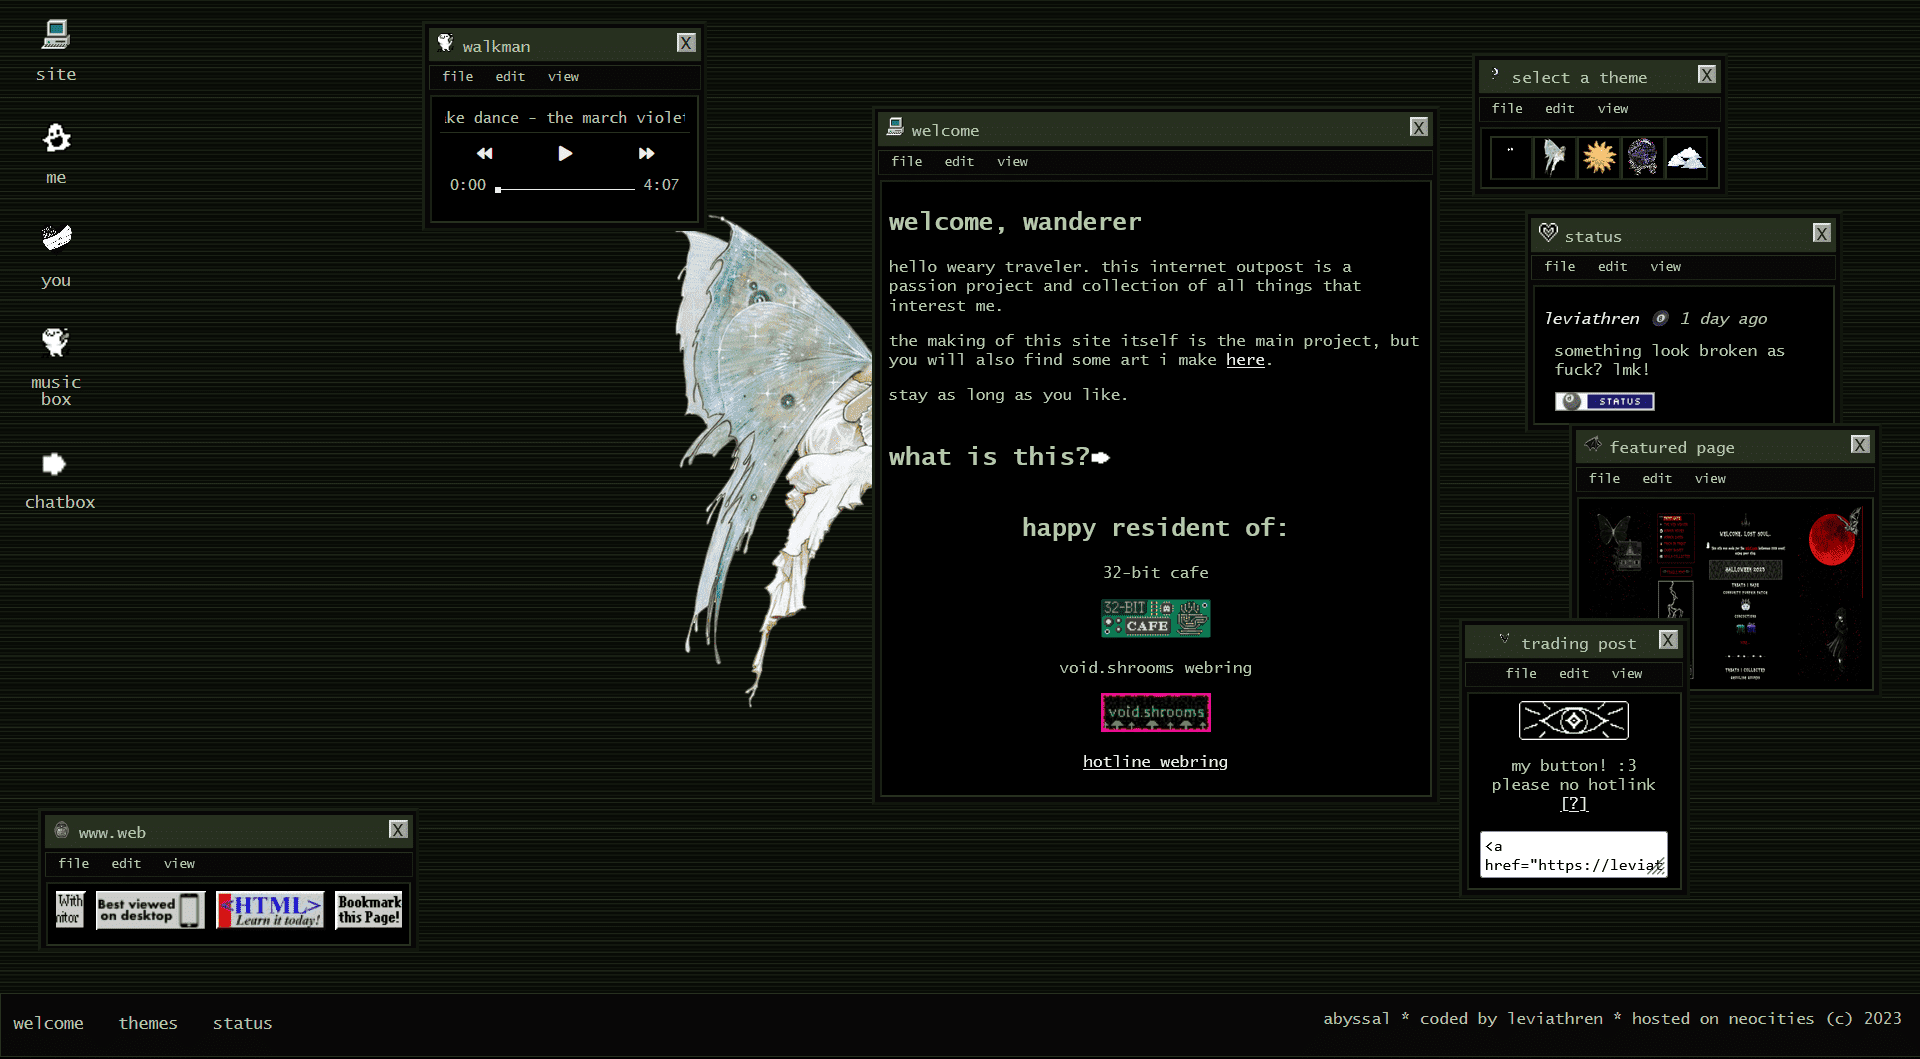 site
me
you
music
box
chatbox
walkman
X
file edit view
ke dance - the march viole
0:00 4:07
welcome
X
file edit view
welcome, wanderer
hello weary traveler. this internet outpost is a
passion project and collection of all things that
interest me.
the making of this site itself is the main project, but
you will also find some art i make here.
stay as long as you like.
what is this?
happy resident of:
32-bit cafe
32-BIT
CAFE
void.shrooms webring
void.shrooms
hotline webring
select a theme
X
file edit view
status
X
file edit view
leviathren 1 day ago
something look broken as
fuck? lmk!
STATUS
featured page
X
file edit view
WELCOME, LOST SOUL.
HALLOWEEN 2023
trading post
X
file edit view
my button! :3
please no hotlink
[?]
<a
href="https://leviat
www.web
X
file edit view
With
nitor
Best viewed
on desktop
<HTML>
Learn it today!
Bookmark
this Page!
welcome themes status
abyssal * coded by leviathren * hosted on neocities (c) 2023